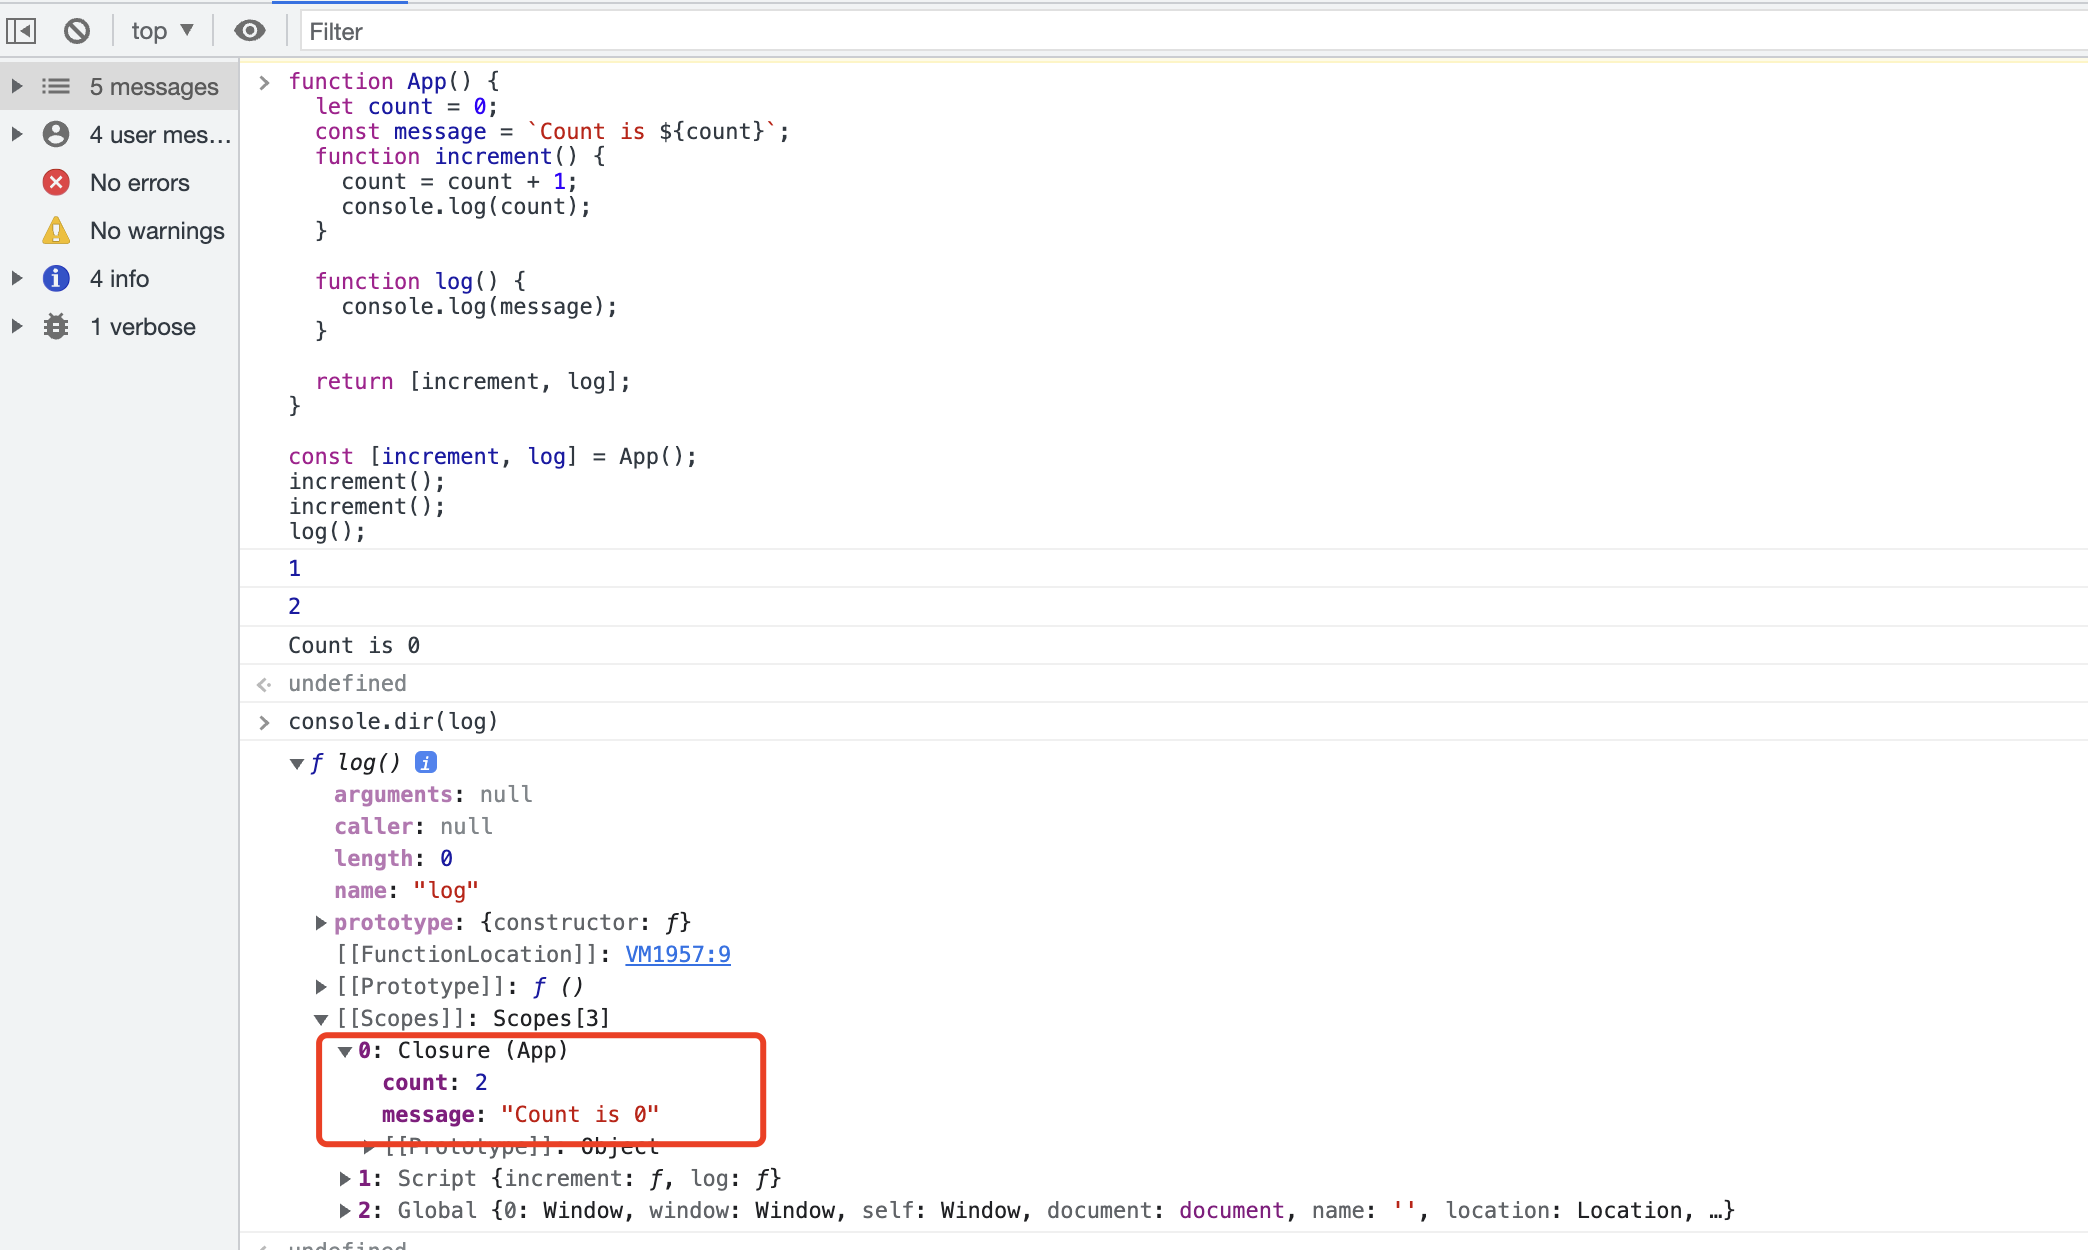 top ▼
Filter
5 messages
4 user mes...
No errors
No warnings
4 info
1 verbose
function App() {
let count = 0;
const message = `Count is ${count}`;
function increment() {
count = count + 1;
console.log(count);
}
function log() {
console.log(message);
}
return [increment, log];
}
const [increment, log] = App();
increment();
increment();
log();
1
2
Count is 0
undefined
console.dir(log)
ƒ log() i
arguments: null
caller: null
length: 0
name: "log"
prototype: {constructor: ƒ}
[[FunctionLocation]]: VM1957:9
[[Prototype]]: ƒ ()
[[Scopes]]: Scopes[3]
0: Closure (App)
count: 2
message: "Count is 0"
[[Prototype]]: Object
1: Script {increment: ƒ, log: ƒ}
2: Global {0: Window, window: Window, self: Window, document: document, name: '', location: Location, …}
undefined